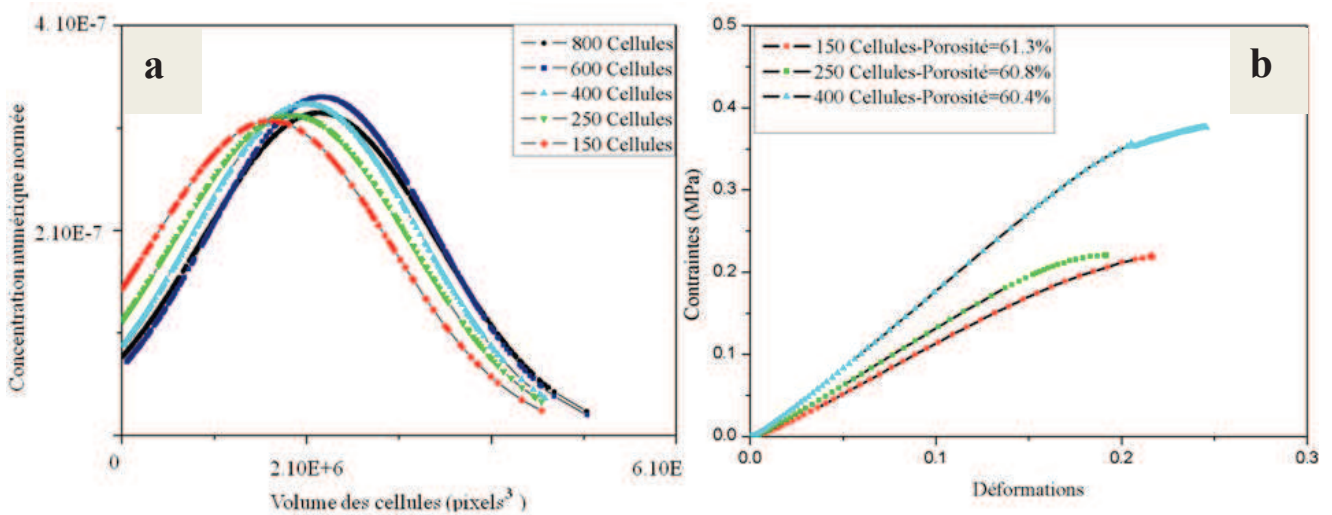 4.10E-7
a
800 Cellules
600 Cellules
400 Cellules
250 Cellules
150 Cellules
Concentration numérique normée
2.10E-7
0
2.10E+6
6.10E
Volume des cellules (pixels³ )
0.5
b
150 Cellules-Porosité=61.3%
250 Cellules-Porosité=60.8%
400 Cellules-Porosité=60.4%
0.4
Contraintes (MPa)
0.3
0.2
0.1
0.0
0.0
0.1
0.2
0.3
Déformations